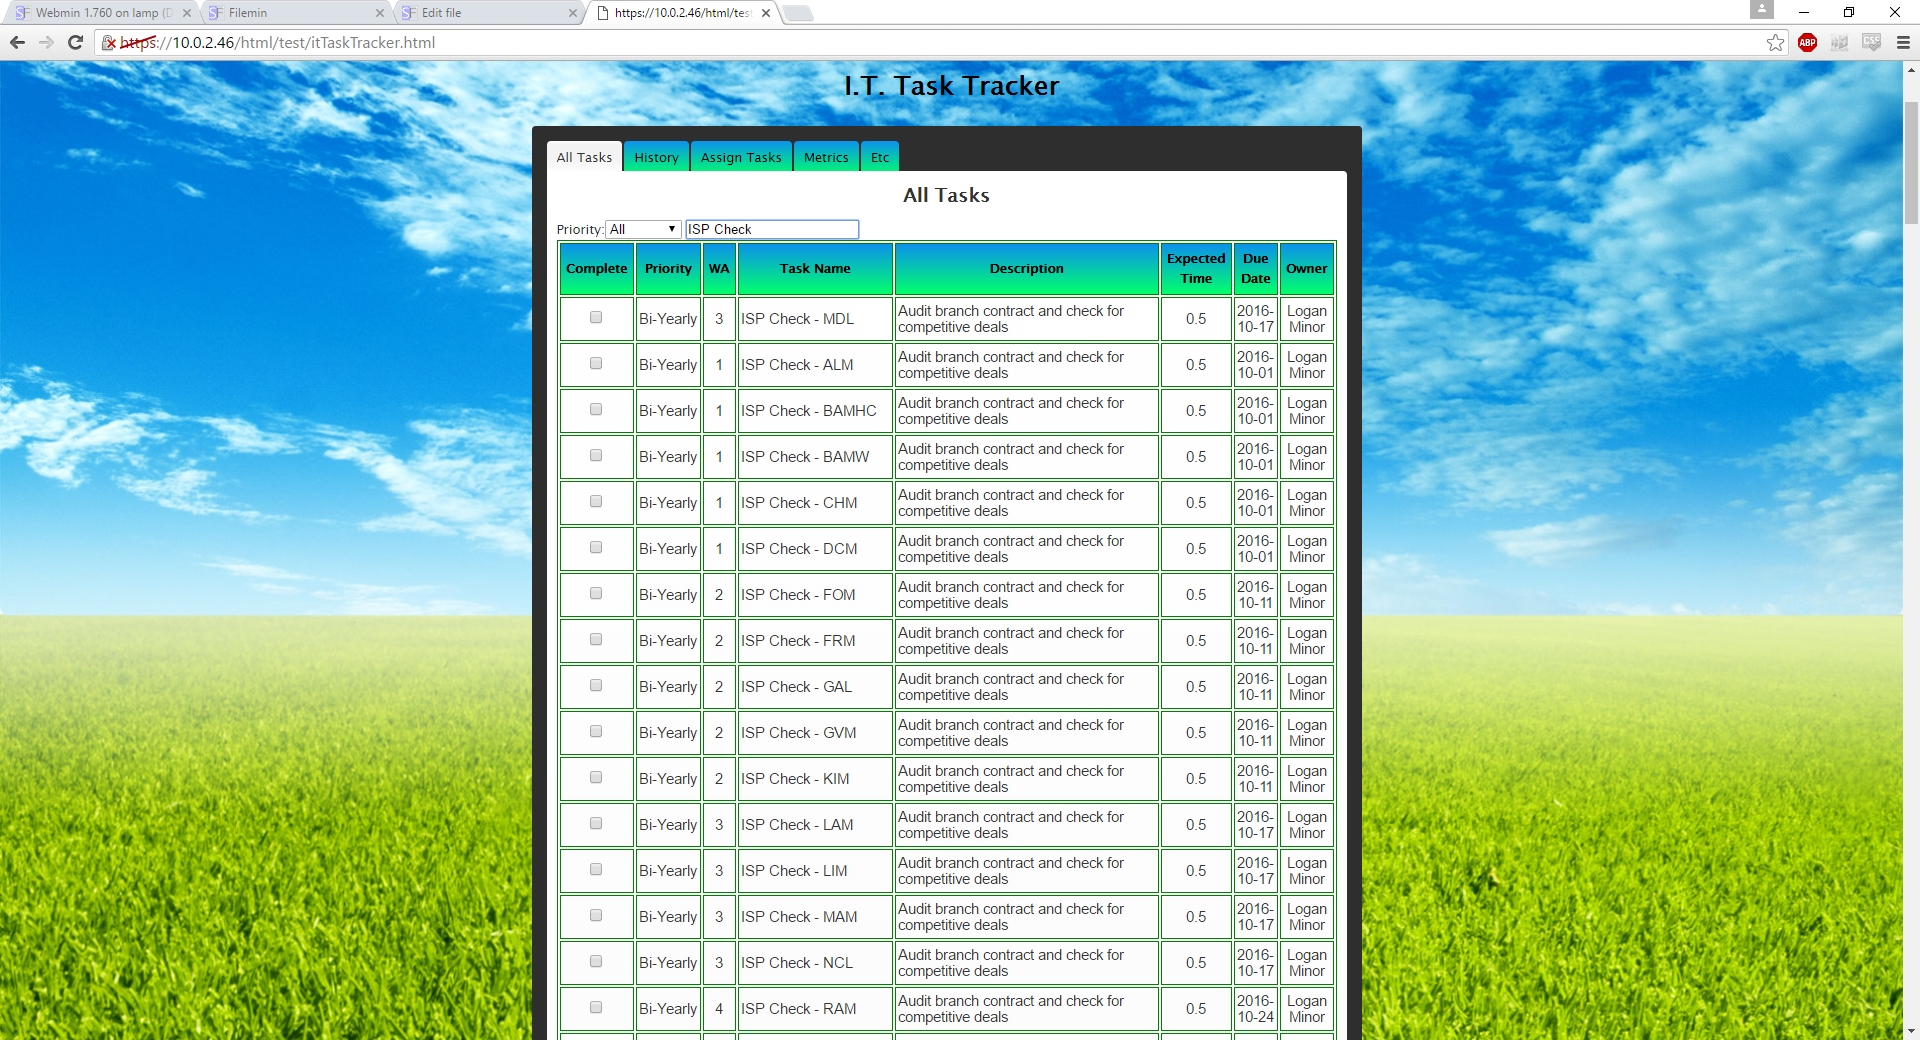 Webmin 1.760 on lamp (D
Filemin
Edit file
https://10.0.2.46/html/test
https://10.0.2.46/html/test/itTaskTracker.html
ABP
CSS
I.T. Task Tracker
All Tasks History Assign Tasks Metrics Etc
All Tasks
Priority: All ISP Check
Complete Priority WA Task Name Description Expected Time Due Date Owner
Bi-Yearly 3 ISP Check - MDL Audit branch contract and check for competitive deals 0.5 2016-10-17 Logan Minor
Bi-Yearly 1 ISP Check - ALM Audit branch contract and check for competitive deals 0.5 2016-10-01 Logan Minor
Bi-Yearly 1 ISP Check - BAMHC Audit branch contract and check for competitive deals 0.5 2016-10-01 Logan Minor
Bi-Yearly 1 ISP Check - BAMW Audit branch contract and check for competitive deals 0.5 2016-10-01 Logan Minor
Bi-Yearly 1 ISP Check - CHM Audit branch contract and check for competitive deals 0.5 2016-10-01 Logan Minor
Bi-Yearly 1 ISP Check - DCM Audit branch contract and check for competitive deals 0.5 2016-10-01 Logan Minor
Bi-Yearly 2 ISP Check - FOM Audit branch contract and check for competitive deals 0.5 2016-10-11 Logan Minor
Bi-Yearly 2 ISP Check - FRM Audit branch contract and check for competitive deals 0.5 2016-10-11 Logan Minor
Bi-Yearly 2 ISP Check - GAL Audit branch contract and check for competitive deals 0.5 2016-10-11 Logan Minor
Bi-Yearly 2 ISP Check - GVM Audit branch contract and check for competitive deals 0.5 2016-10-11 Logan Minor
Bi-Yearly 2 ISP Check - KIM Audit branch contract and check for competitive deals 0.5 2016-10-11 Logan Minor
Bi-Yearly 3 ISP Check - LAM Audit branch contract and check for competitive deals 0.5 2016-10-17 Logan Minor
Bi-Yearly 3 ISP Check - LIM Audit branch contract and check for competitive deals 0.5 2016-10-17 Logan Minor
Bi-Yearly 3 ISP Check - MAM Audit branch contract and check for competitive deals 0.5 2016-10-17 Logan Minor
Bi-Yearly 3 ISP Check - NCL Audit branch contract and check for competitive deals 0.5 2016-10-17 Logan Minor
Bi-Yearly 4 ISP Check - RAM Audit branch contract and check for competitive deals 0.5 2016-10-24 Logan Minor